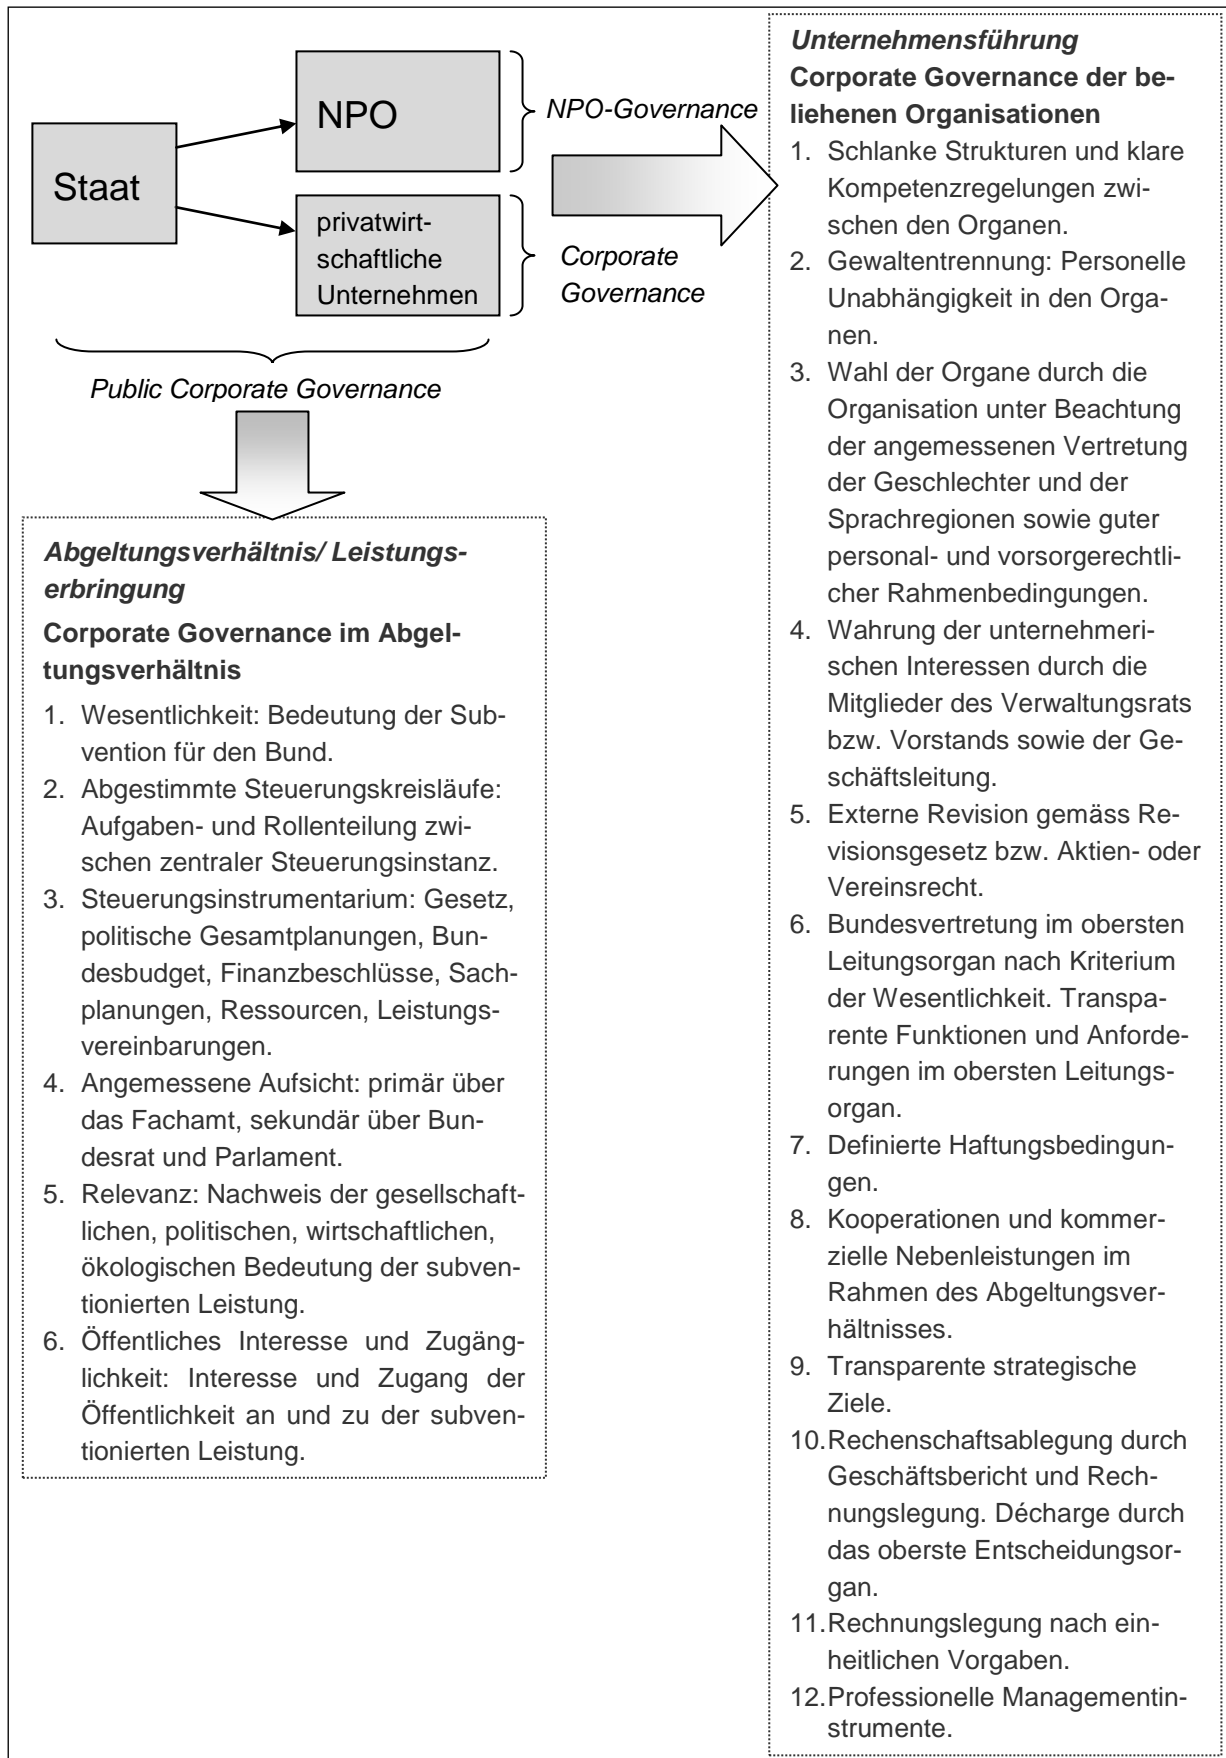 Staat
NPO
privatwirt-
schaftliche
Unternehmen
NPO-Governance
Corporate
Governance
Public Corporate Governance
Abgeltungsverhältnis/ Leistungs-
erbringung
Corporate Governance im Abgel-
tungsverhältnis
1. Wesentlichkeit: Bedeutung der Sub-
vention für den Bund.
2. Abgestimmte Steuerungskreisläufe:
Aufgaben- und Rollenteilung zwi-
schen zentraler Steuerungsinstanz.
3. Steuerungsinstrumentarium: Gesetz,
politische Gesamtplanungen, Bun-
desbudget, Finanzbeschlüsse, Sach-
planungen, Ressourcen, Leistungs-
vereinbarungen.
4. Angemessene Aufsicht: primär über
das Fachamt, sekundär über Bun-
desrat und Parlament.
5. Relevanz: Nachweis der gesellschaft-
lichen, politischen, wirtschaftlichen,
ökologischen Bedeutung der subven-
tionierten Leistung.
6. Öffentliches Interesse und Zugäng-
lichkeit: Interesse und Zugang der
Öffentlichkeit an und zu der subven-
tionierten Leistung.
Unternehmensführung
Corporate Governance der be-
liehenen Organisationen
1. Schlanke Strukturen und klare
Kompetenzregelungen zwi-
schen den Organen.
2. Gewaltentrennung: Personelle
Unabhängigkeit in den Orga-
nen.
3. Wahl der Organe durch die
Organisation unter Beachtung
der angemessenen Vertretung
der Geschlechter und der
Sprachregionen sowie guter
personal- und vorsorgerechtli-
cher Rahmenbedingungen.
4. Wahrung der unternehmeri-
schen Interessen durch die
Mitglieder des Verwaltungsrats
bzw. Vorstands sowie der Ge-
schäftsleitung.
5. Externe Revision gemäss Re-
visionsgesetz bzw. Aktien- oder
Vereinsrecht.
6. Bundesvertretung im obersten
Leitungsorgan nach Kriterium
der Wesentlichkeit. Transpa-
rente Funktionen und Anforde-
rungen im obersten Leitungs-
organ.
7. Definierte Haftungsbedingun-
gen.
8. Kooperationen und kommer-
zielle Nebenleistungen im
Rahmen des Abgeltungsver-
hältnisses.
9. Transparente strategische
Ziele.
10.Rechenschaftsablegung durch
Geschäftsbericht und Rech-
nungslegung. Décharge durch
das oberste Entscheidungsor-
gan.
11.Rechnungslegung nach ein-
heitlichen Vorgaben.
12.Professionelle Managementin-
strumente.